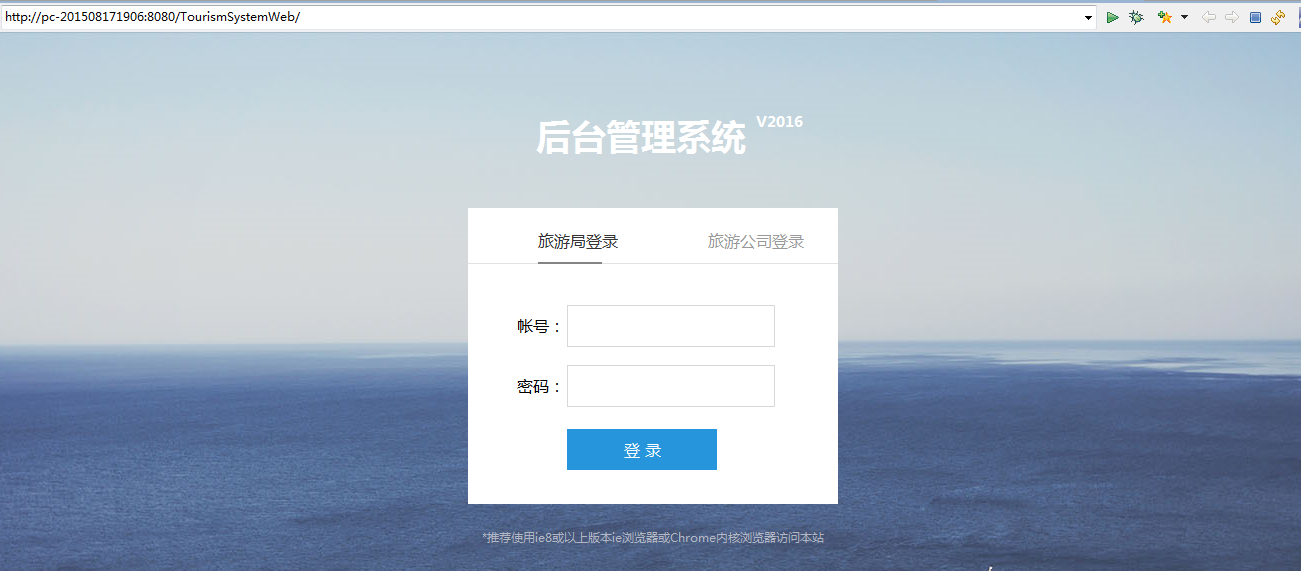 http://pc-201508171906:8080/TourismSystemWeb/
后台管理系统 V2016
旅游局登录 旅游公司登录
帐号：
密码：
登 录
*推荐使用ie8或以上版本ie浏览器或Chrome内核浏览器访问本站